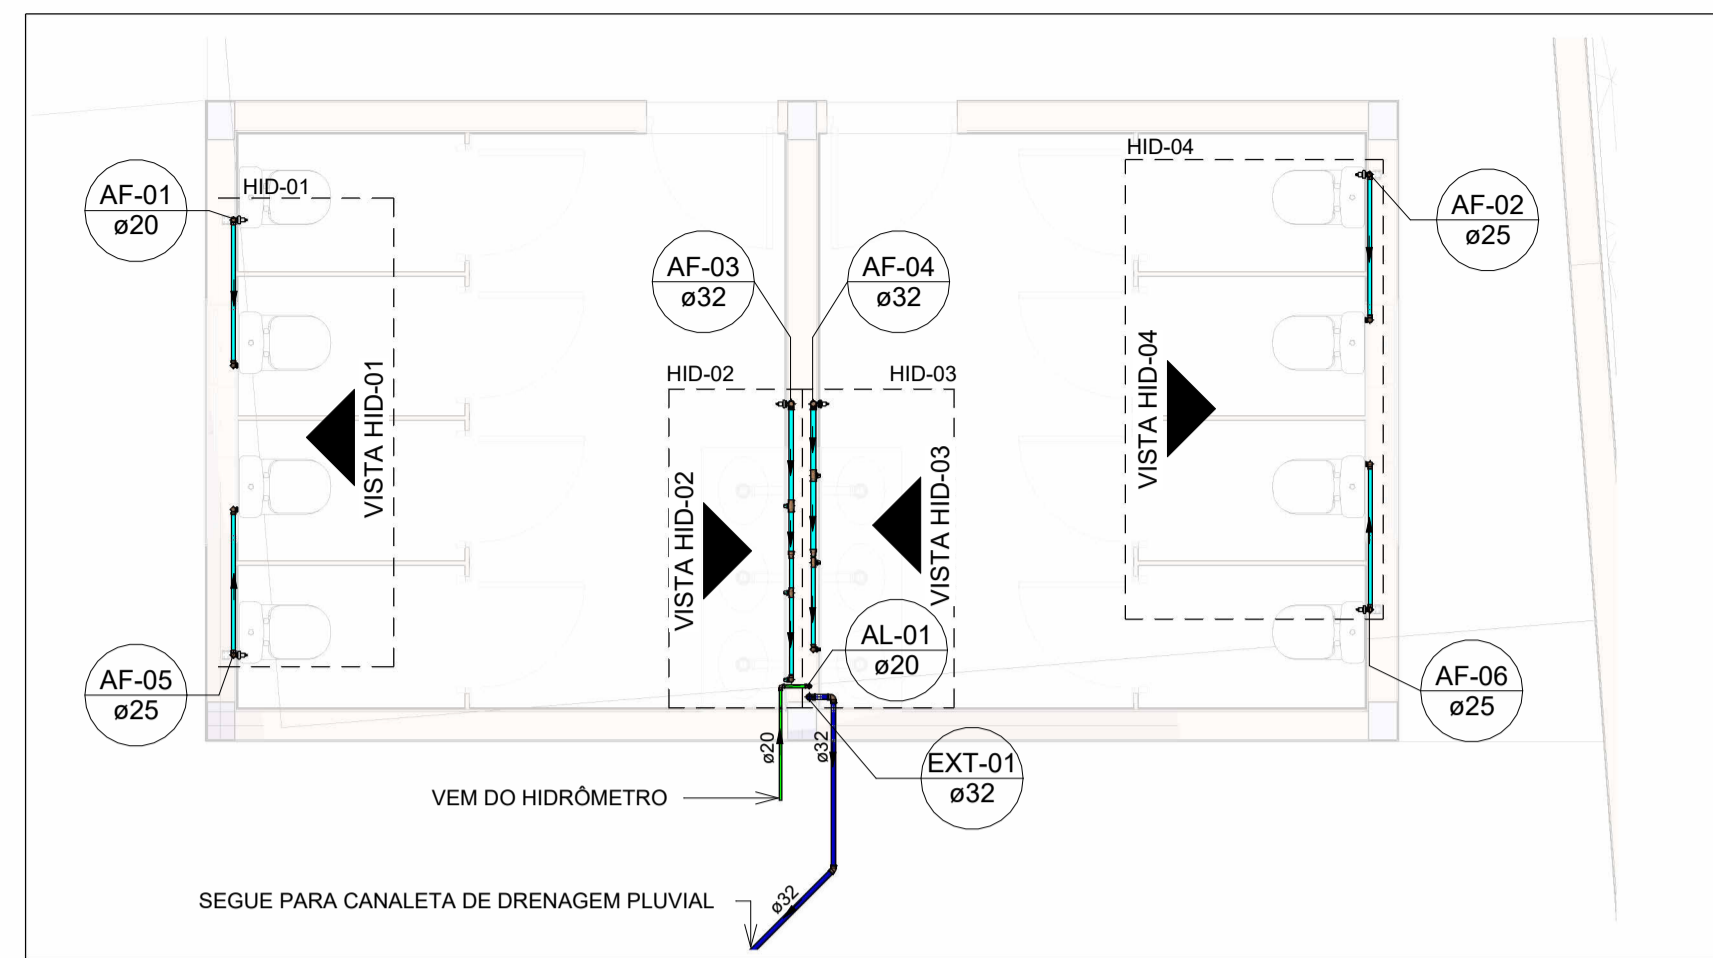 HID-04
AF-01
ø20
HID-01
AF-02
ø25
AF-03
ø32
AF-04
ø32
VISTA HID-01
HID-02
HID-03
VISTA HID-04
VISTA HID-02
VISTA HID-03
AL-01
ø20
AF-05
ø25
AF-06
ø25
ø20
ø32
EXT-01
ø32
VEM DO HIDRÔMETRO
SEGUE PARA CANALETA DE DRENAGEM PLUVIAL
ø32